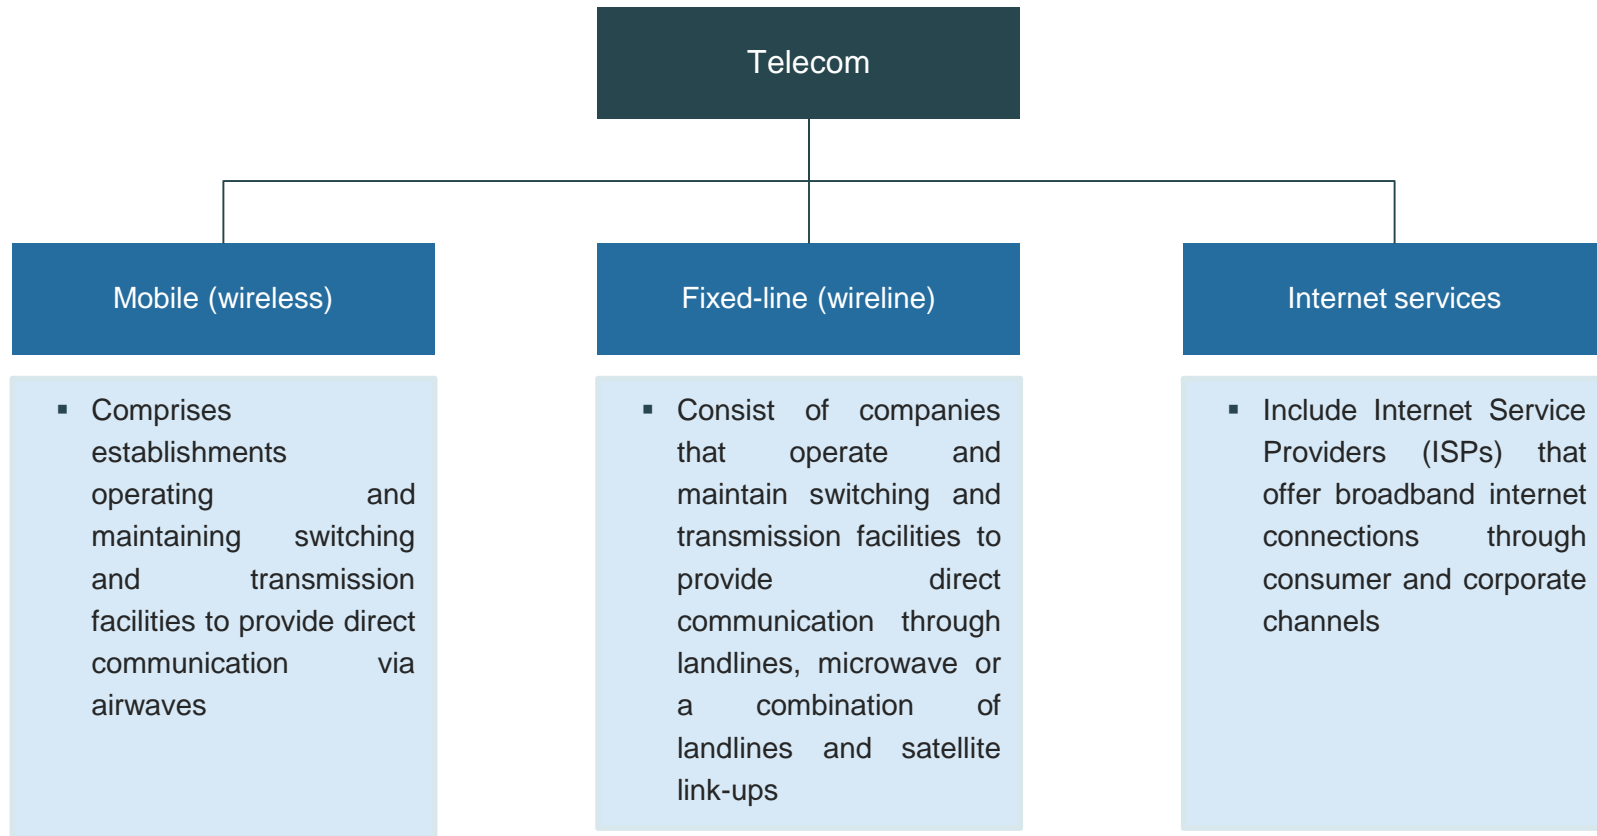 Telecom
Mobile (wireless)
Fixed-line (wireline)
Internet services
▪ Comprises
establishments
operating and
maintaining switching
and transmission
facilities to provide direct
communication via
airwaves
▪ Consist of companies
that operate and
maintain switching and
transmission facilities to
provide direct
communication through
landlines, microwave or
a combination of
landlines and satellite
link-ups
▪ Include Internet Service
Providers (ISPs) that
offer broadband internet
connections through
consumer and corporate
channels